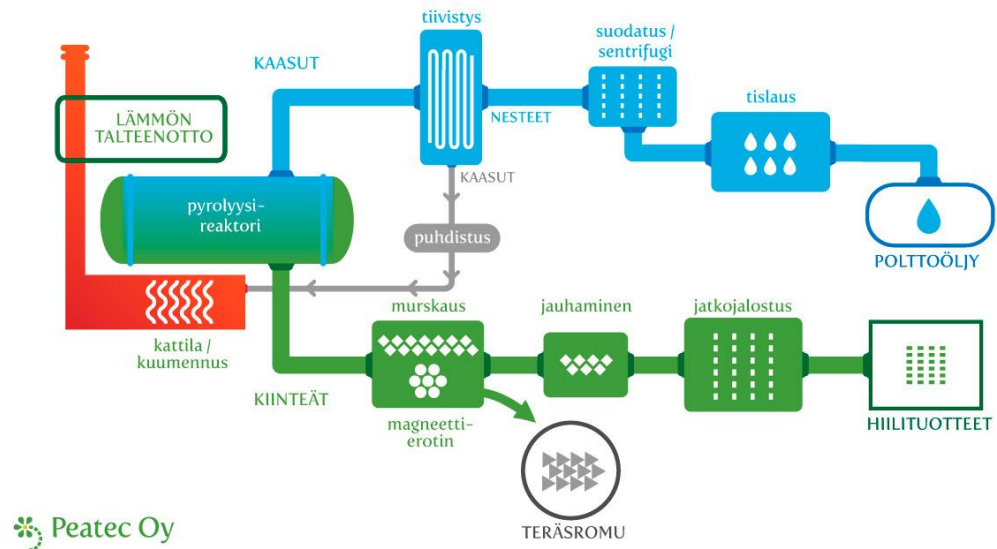 tiivistys
suodatus /
sentrifugi
KAASUT
tislaus
LÄMMÖN
TALTEENOTTO
NESTEET
KAASUT
pyrolyysi-
reaktori
puhdistus
POLTTOÖLJY
kattila /
kuumennus
murskaus
jauhaminen
jatkojalostus
KIINTEÄT
magneetti-
erotin
HIILITUOTTEET
TERÄSROMU
Peatec Oy